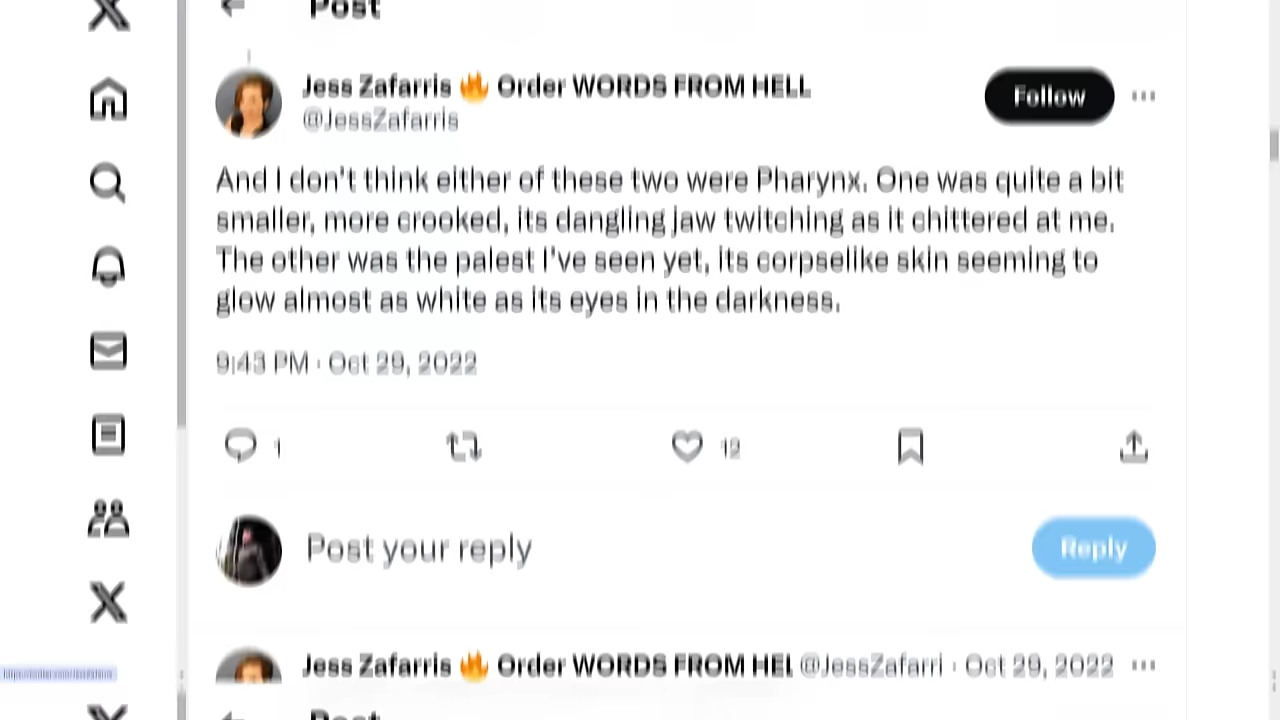 Post
Jess Zafarris 🔥 Order WORDS FROM HELL
Follow
@JessZafarris
And I don't think either of these two were Pharynx. One was quite a bit
smaller, more crooked, its dangling jaw twitching as it chittered at me.
The other was the palest I've seen yet, its corpselike skin seeming to
glow almost as white as its eyes in the darkness.
9:43 PM · Oct 29, 2022
1
12
Post your reply
Reply
Jess Zafarris 🔥 Order WORDS FROM HEL @JessZafarri · Oct 29, 2022
Post